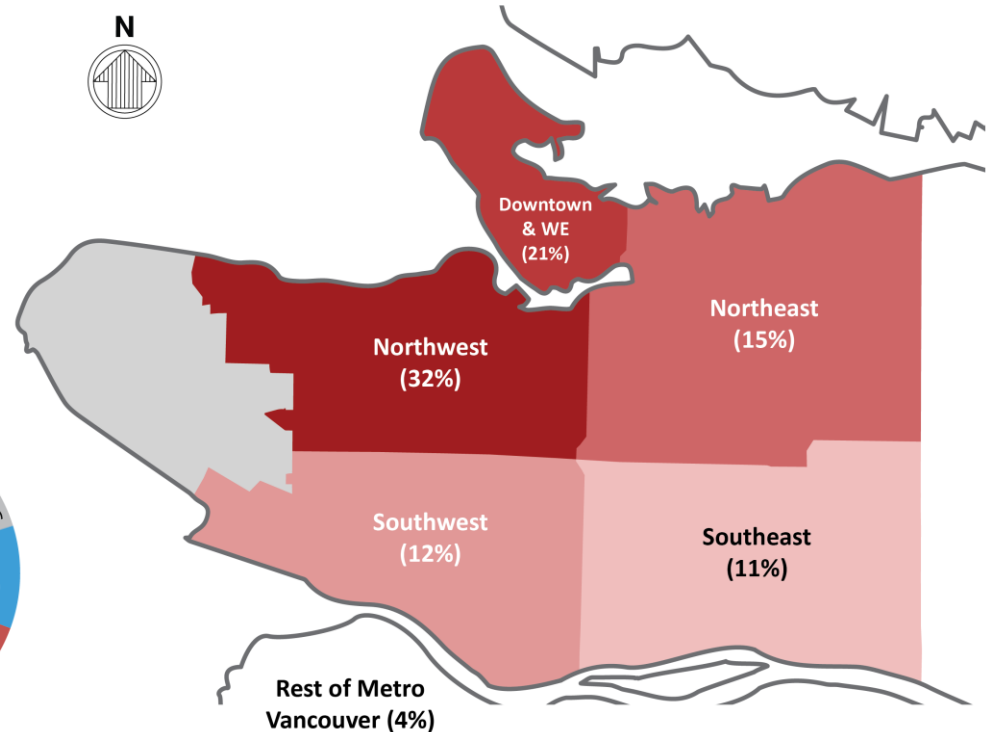 N
Downtown
& WE
(21%)
Northeast
(15%)
Northwest
(32%)
Southwest
(12%)
Southeast
(11%)
Rest of Metro
Vancouver (4%)